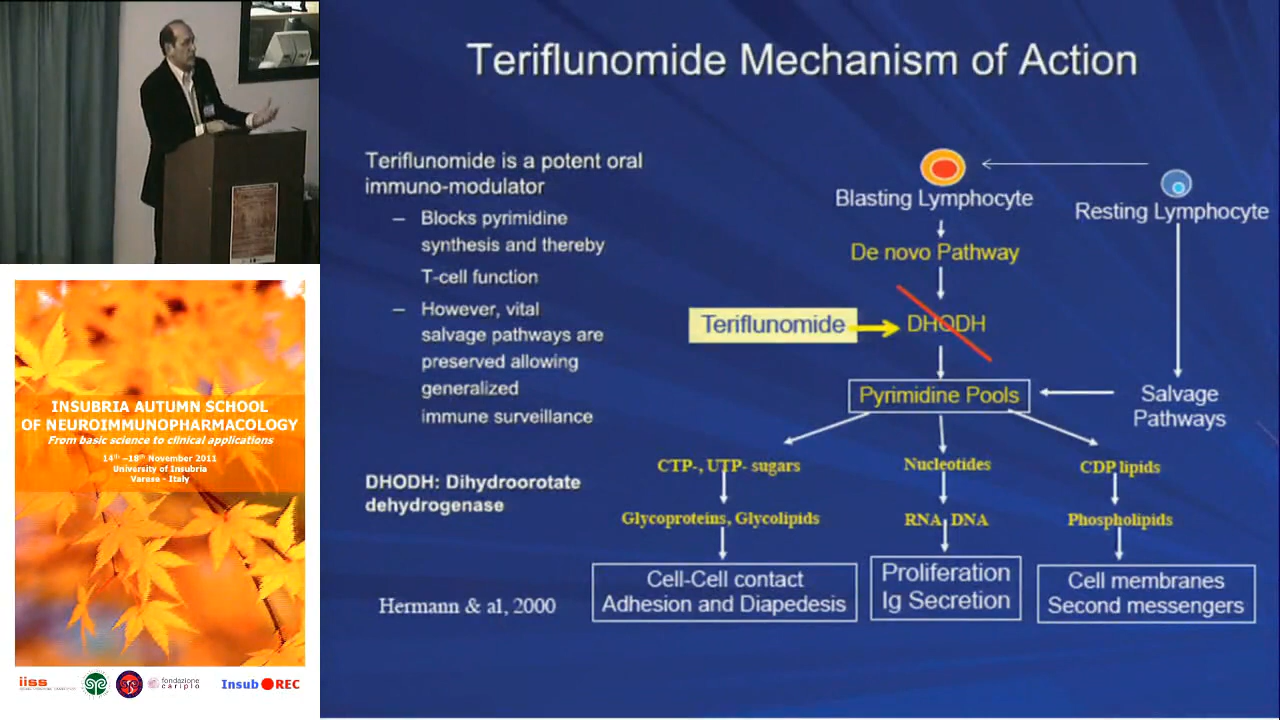 Teriflunomide Mechanism of Action
Teriflunomide is a potent oral
immuno-modulator
– Blocks pyrimidine
synthesis and thereby
T-cell function
– However, vital
salvage pathways are
preserved allowing
generalized
immune surveillance
DHODH: Dihydroorotate
dehydrogenase
Hermann & al, 2000
Blasting Lymphocyte
Resting Lymphocyte
De novo Pathway
Teriflunomide
DHODH
Pyrimidine Pools
Salvage
Pathways
CTP-, UTP- sugars
Nucleotides
CDP lipids
Glycoproteins, Glycolipids
RNA, DNA
Phospholipids
Cell-Cell contact
Adhesion and Diapedesis
Proliferation
Ig Secretion
Cell membranes
Second messengers
INSUBRIA AUTUMN SCHOOL
OF NEUROIMMUNOPHARMACOLOGY
From basic science to clinical applications
14th –18th November 2011
University of Insubria
Varese - Italy
iiss
fondazione
cariplo
Insub REC